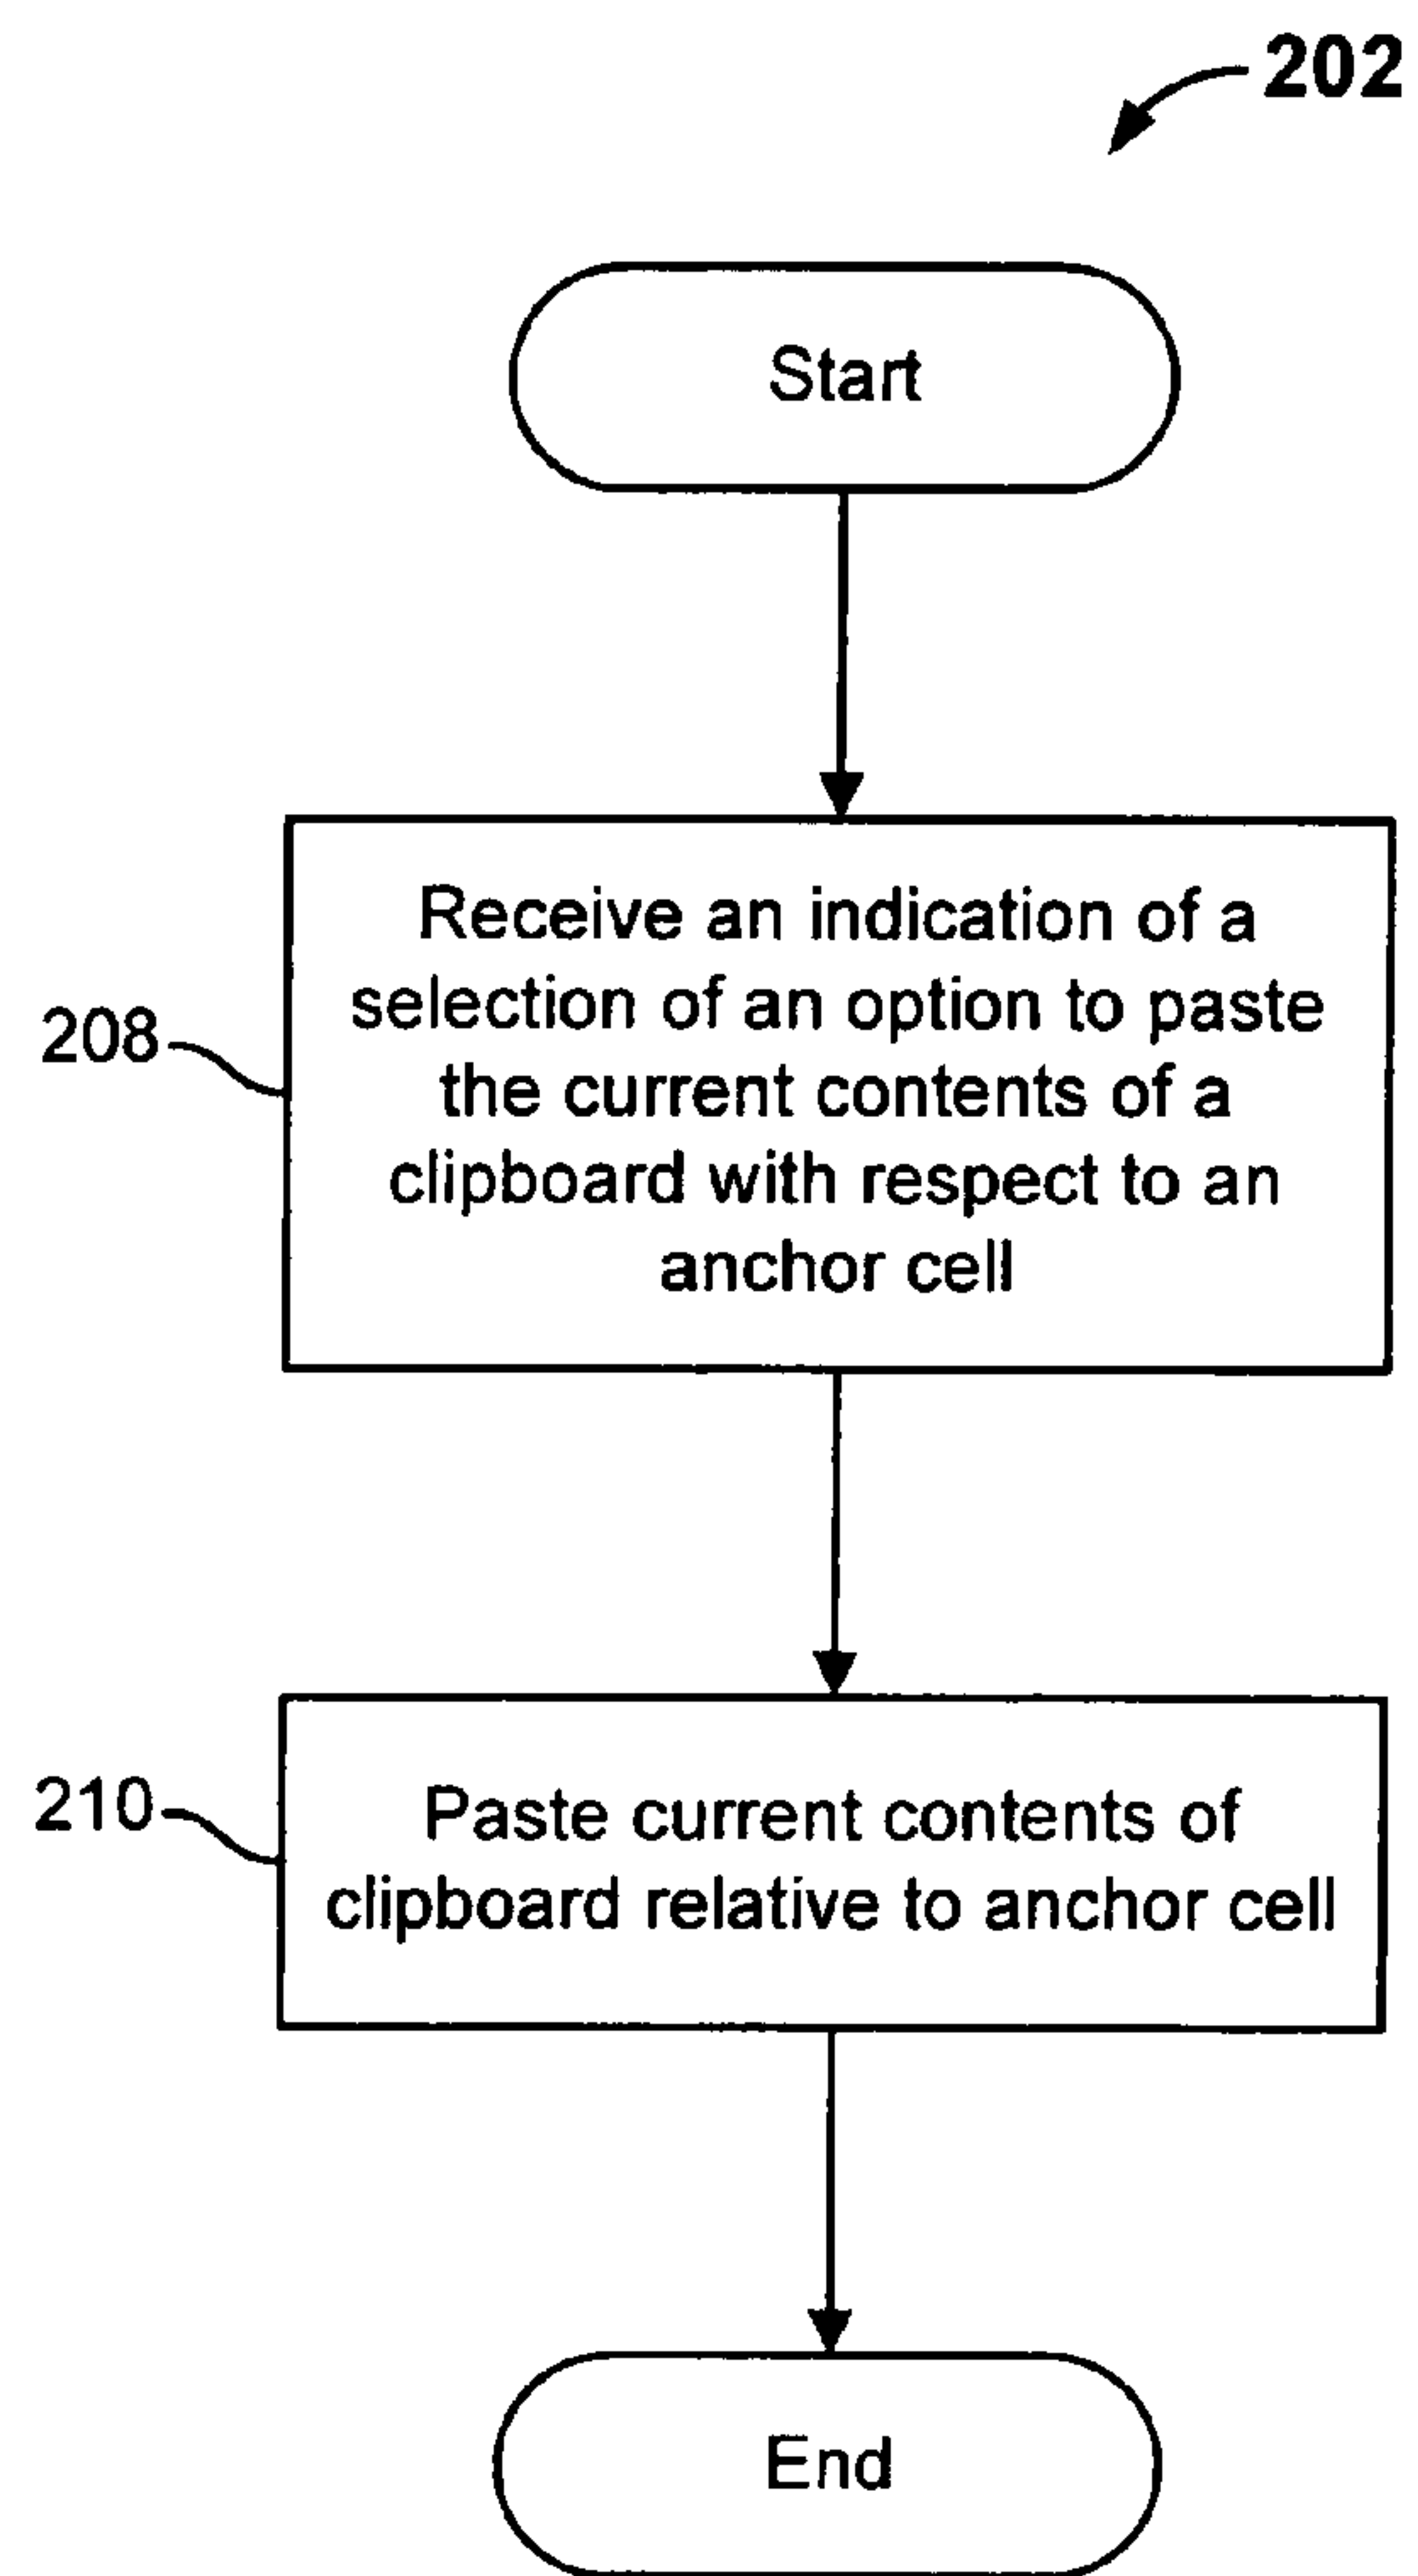 202
Start
208
Receive an indication of a
selection of an option to paste
the current contents of a
clipboard with respect to an
anchor cell
210
Paste current contents of
clipboard relative to anchor cell
End